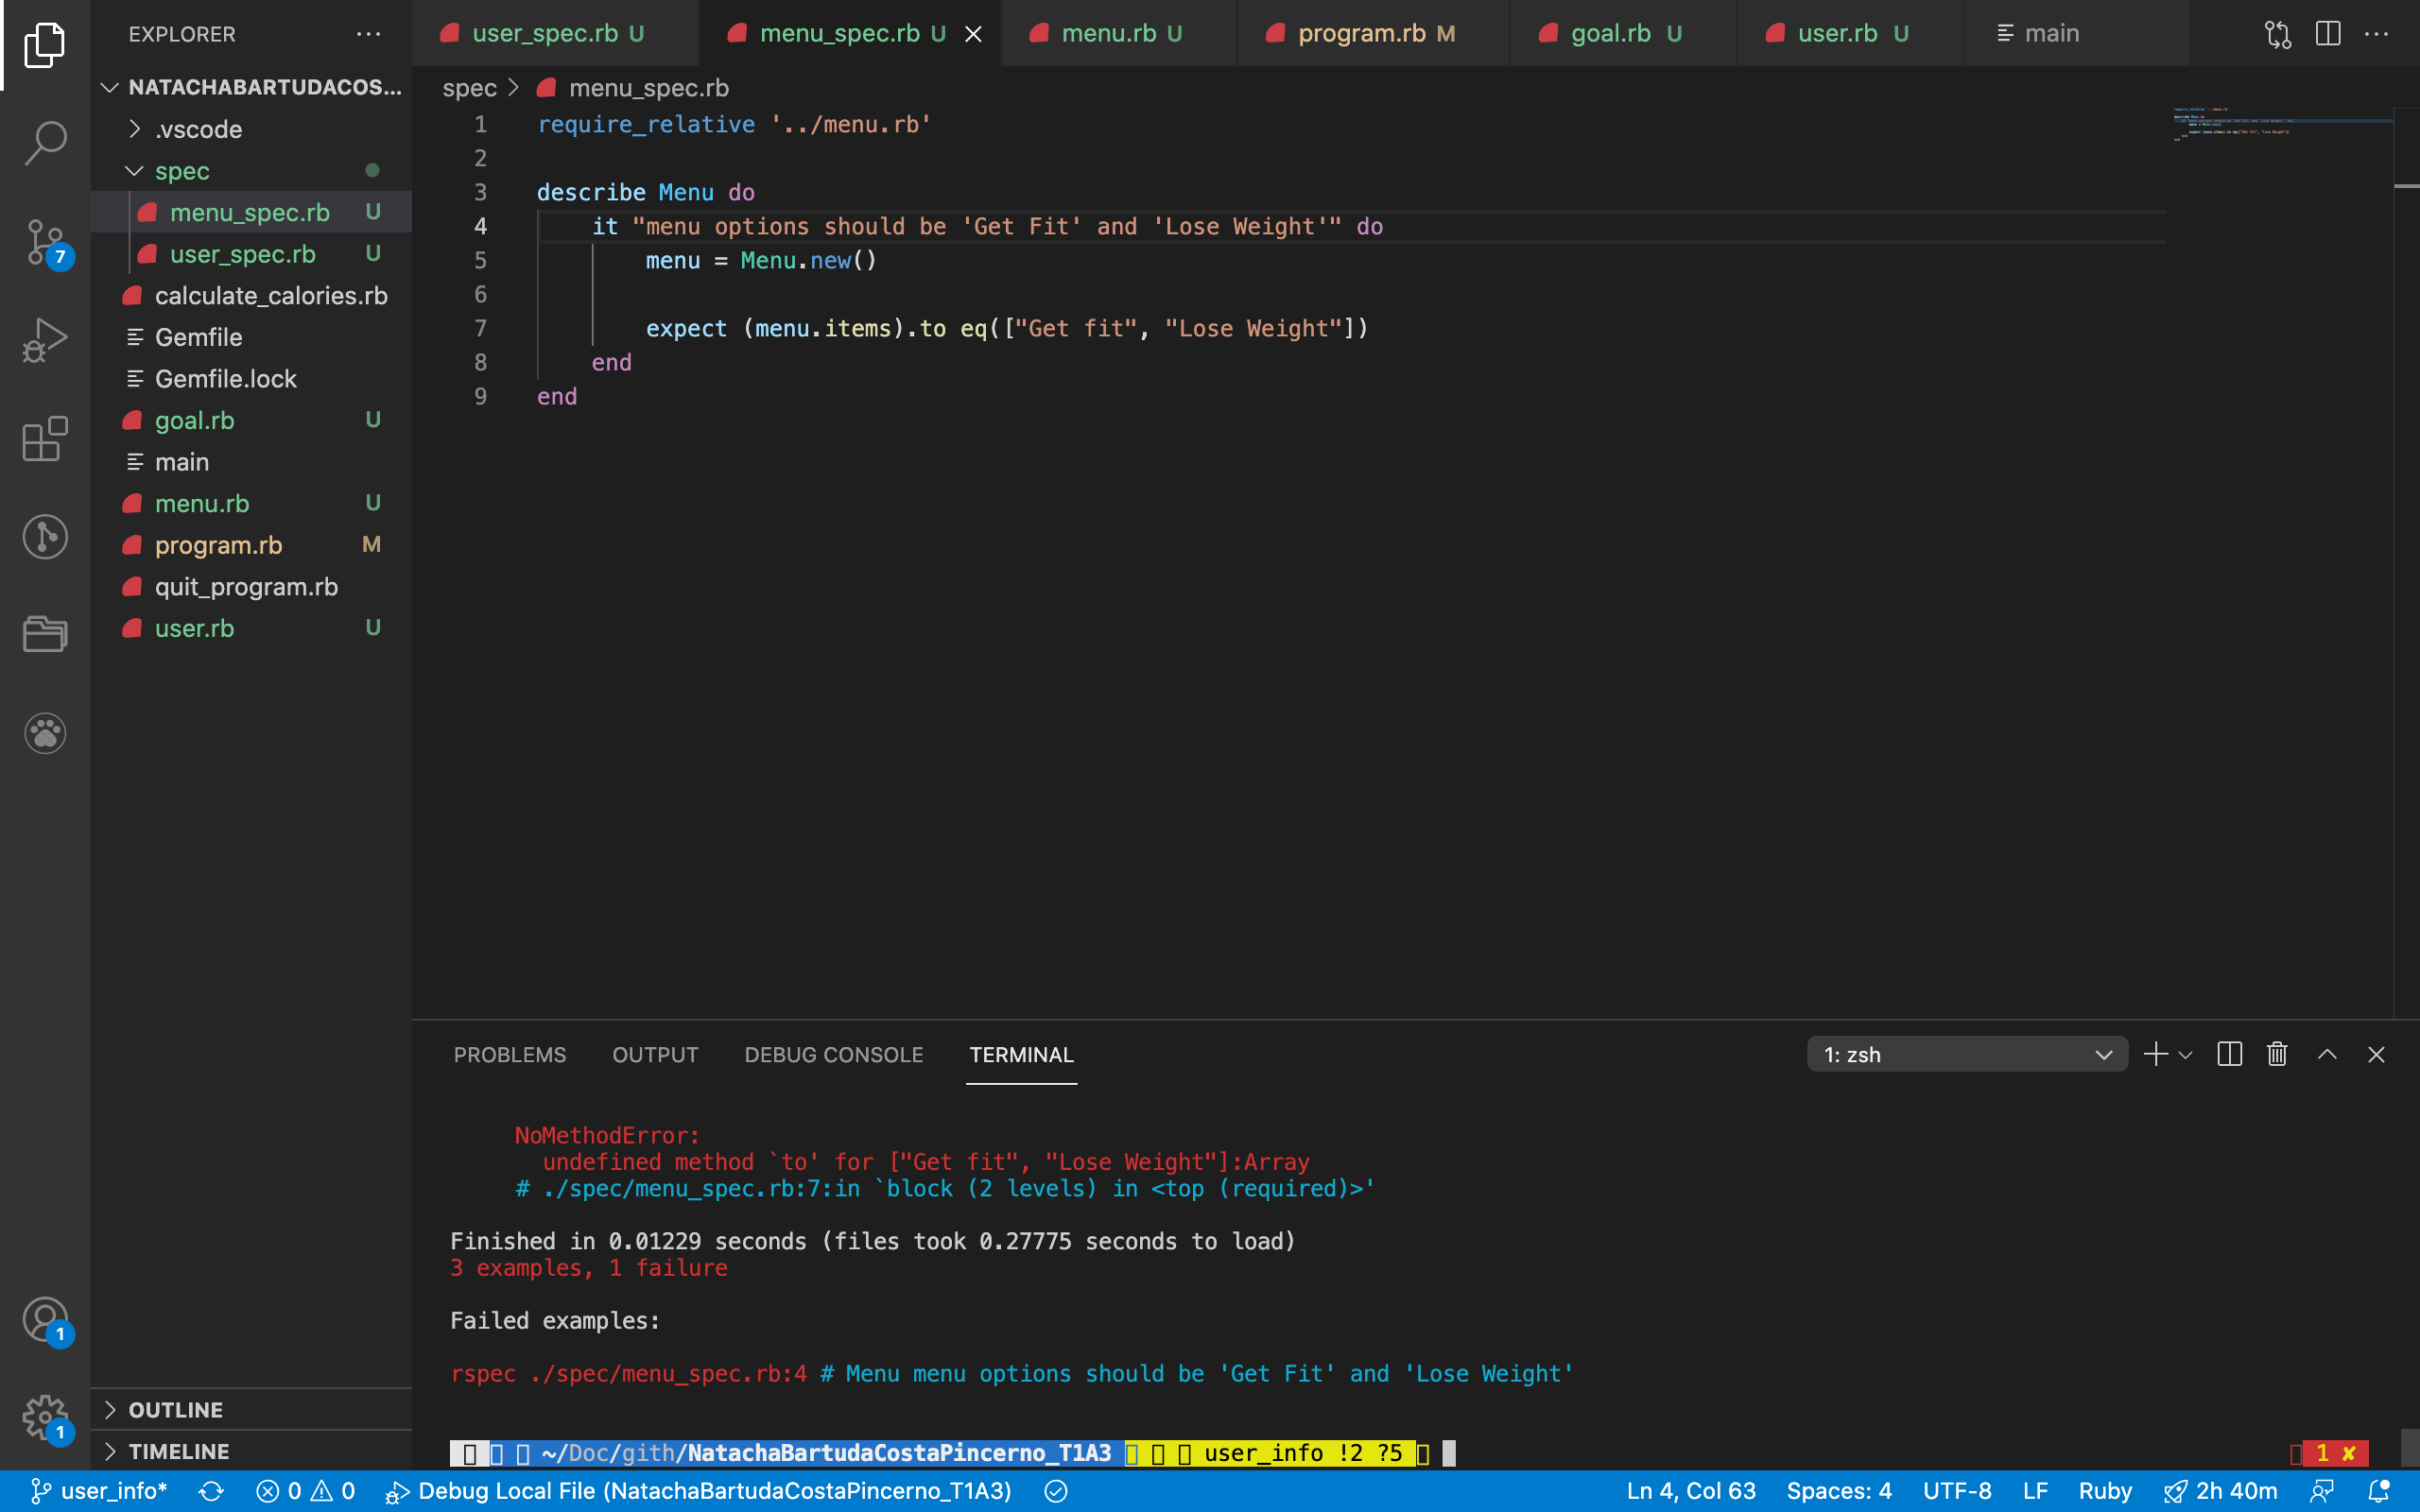 EXPLORER
NATACHABARTUDACOS...
.vscode
spec
menu_spec.rb U
user_spec.rb U
calculate_calories.rb
Gemfile
Gemfile.lock
goal.rb U
main
menu.rb U
program.rb M
quit_program.rb
user.rb U
OUTLINE
TIMELINE
7
1
1
user_spec.rb U
menu_spec.rb U
menu.rb U
program.rb M
goal.rb U
user.rb U
main
spec > menu_spec.rb
1 require_relative '../menu.rb'
2
3 describe Menu do
4 it "menu options should be 'Get Fit' and 'Lose Weight'" do
5 menu = Menu.new()
6
7 expect (menu.items).to eq(["Get fit", "Lose Weight"])
8 end
9 end
PROBLEMS OUTPUT DEBUG CONSOLE TERMINAL 1: zsh
NoMethodError:
undefined method `to' for ["Get fit", "Lose Weight"]:Array
# ./spec/menu_spec.rb:7:in `block (2 levels) in <top (required)>'
Finished in 0.01229 seconds (files took 0.27775 seconds to load)
3 examples, 1 failure
Failed examples:
rspec ./spec/menu_spec.rb:4 # Menu menu options should be 'Get Fit' and 'Lose Weight'
~/Doc/gith/NatachaBartudaCostaPincerno_T1A3 user_info !2 ?5 1 ✘
user_info* 0 0 Debug Local File (NatachaBartudaCostaPincerno_T1A3) Ln 4, Col 63 Spaces: 4 UTF-8 LF Ruby 2h 40m